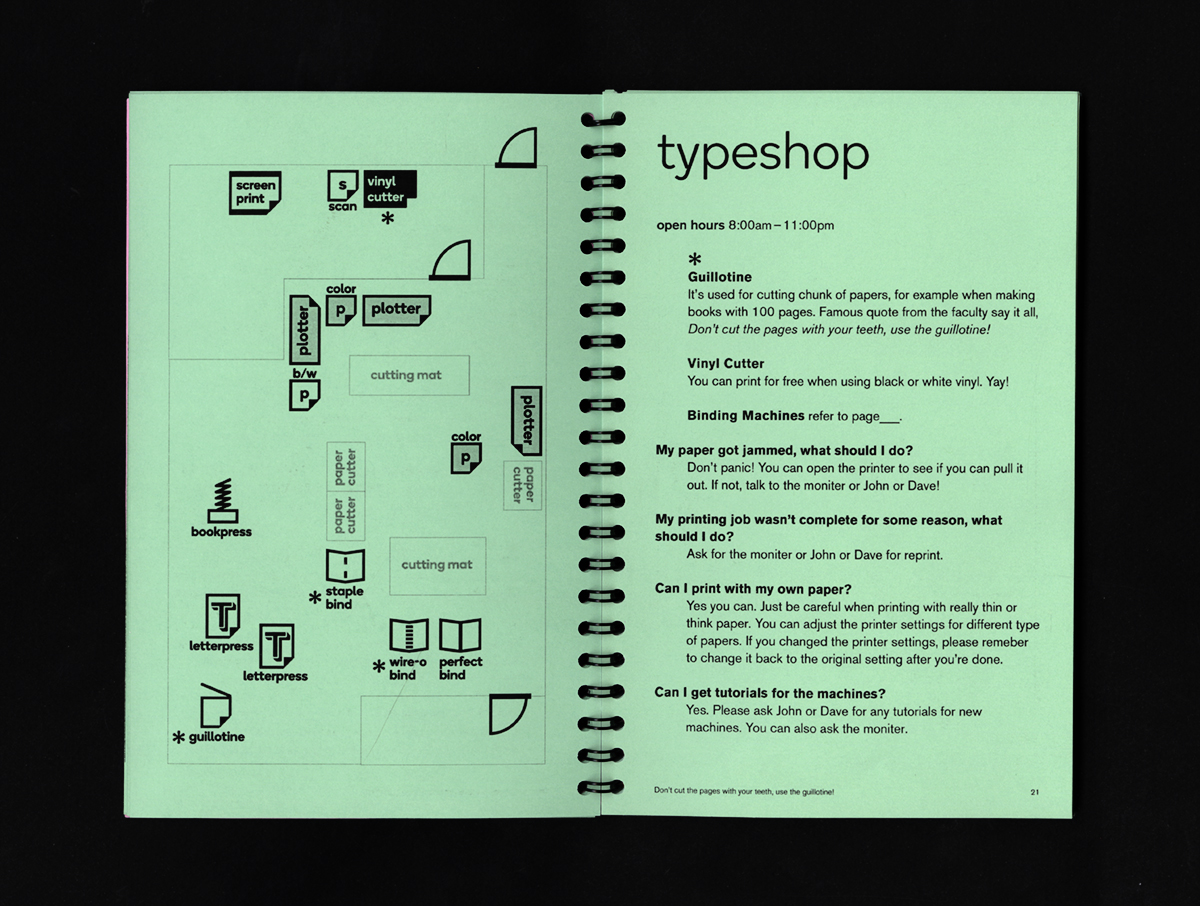 screen
print
s
scan
vinyl
cutter
*
color
p
plotter
plotter
b/w
p
cutting mat
plotter
color
p
paper
cutter
paper
cutter
paper
cutter
bookpress
cutting mat
* staple
bind
T
letterpress
T
letterpress
* wire-o
bind
perfect
bind
* guillotine
typeshop
open hours 8:00am – 11:00pm
*
Guillotine
It's used for cutting chunk of papers, for example when making
books with 100 pages. Famous quote from the faculty say it all,
Don't cut the pages with your teeth, use the guillotine!
Vinyl Cutter
You can print for free when using black or white vinyl. Yay!
Binding Machines refer to page___.
My paper got jammed, what should I do?
Don't panic! You can open the printer to see if you can pull it
out. If not, talk to the moniter or John or Dave!
My printing job wasn't complete for some reason, what
should I do?
Ask for the moniter or John or Dave for reprint.
Can I print with my own paper?
Yes you can. Just be careful when printing with really thin or
think paper. You can adjust the printer settings for different type
of papers. If you changed the printer settings, please remeber
to change it back to the original setting after you're done.
Can I get tutorials for the machines?
Yes. Please ask John or Dave for any tutorials for new
machines. You can also ask the moniter.
Don't cut the pages with your teeth, use the guillotine!
21